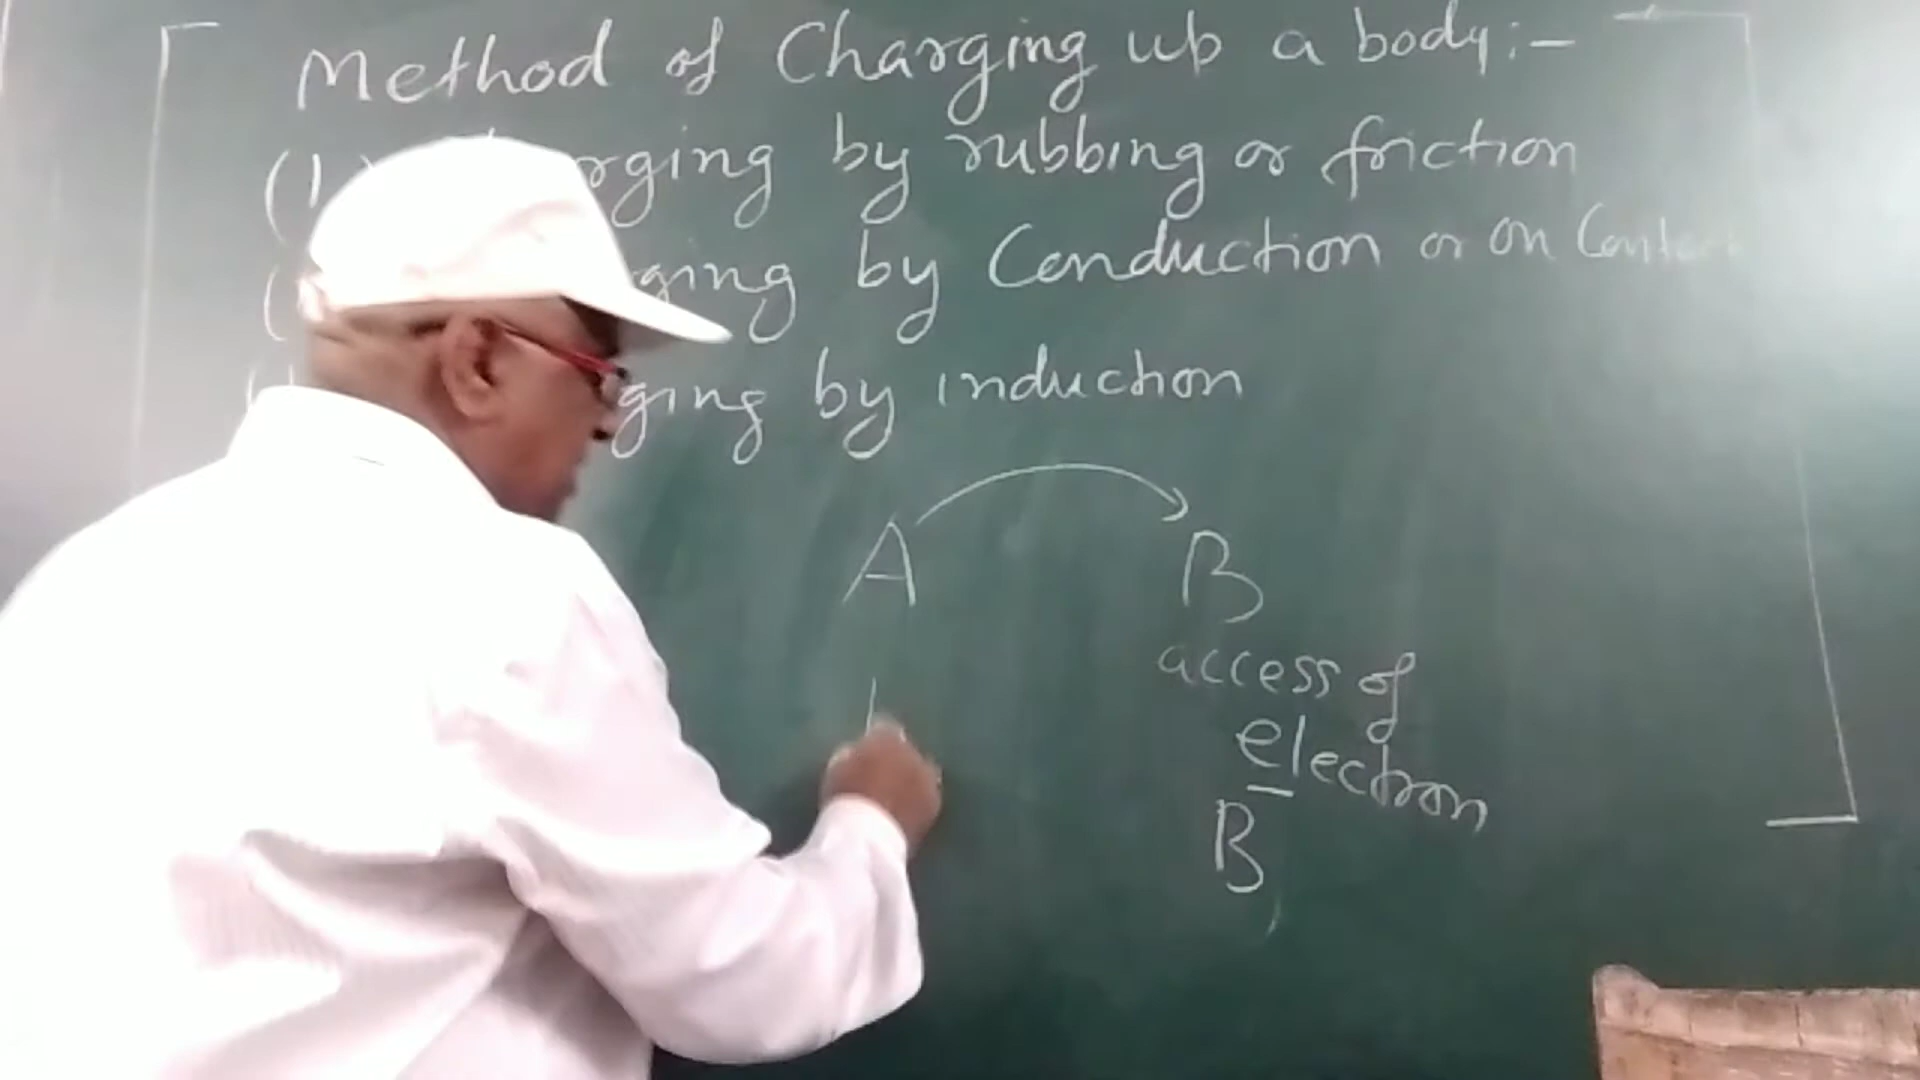 Method of Charging up a body:-
(1) rging by rubbing or friction
( ging by Conduction or on Contact
ging by induction
A B
access of
electron
B